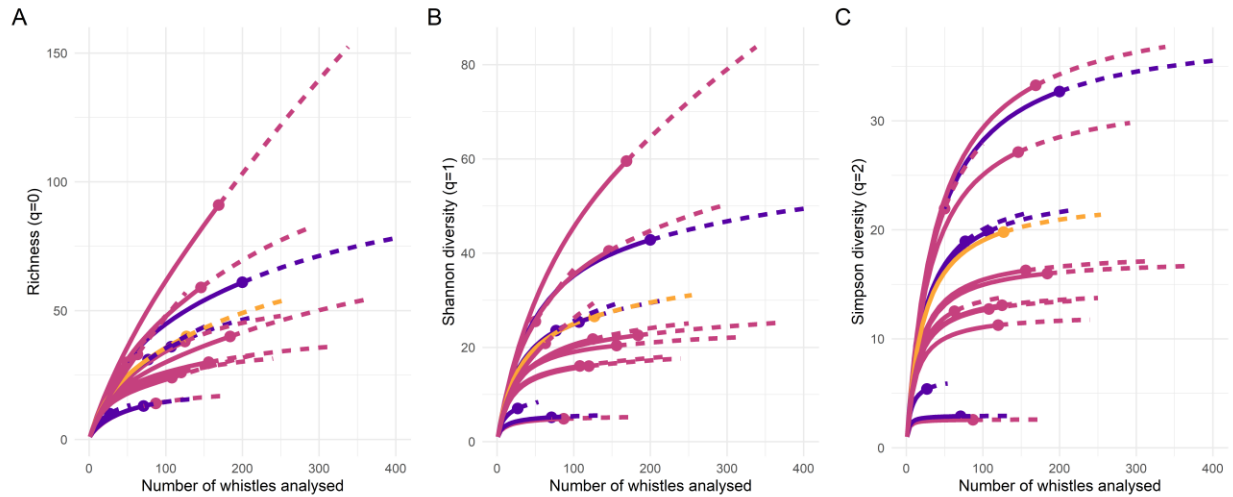 A
Richness (q=0)
150
100
50
0
0 100 200 300 400
Number of whistles analysed
B
Shannon diversity (q=1)
80
60
40
20
0
0 100 200 300 400
Number of whistles analysed
C
Simpson diversity (q=2)
30
20
10
0
0 100 200 300 400
Number of whistles analysed